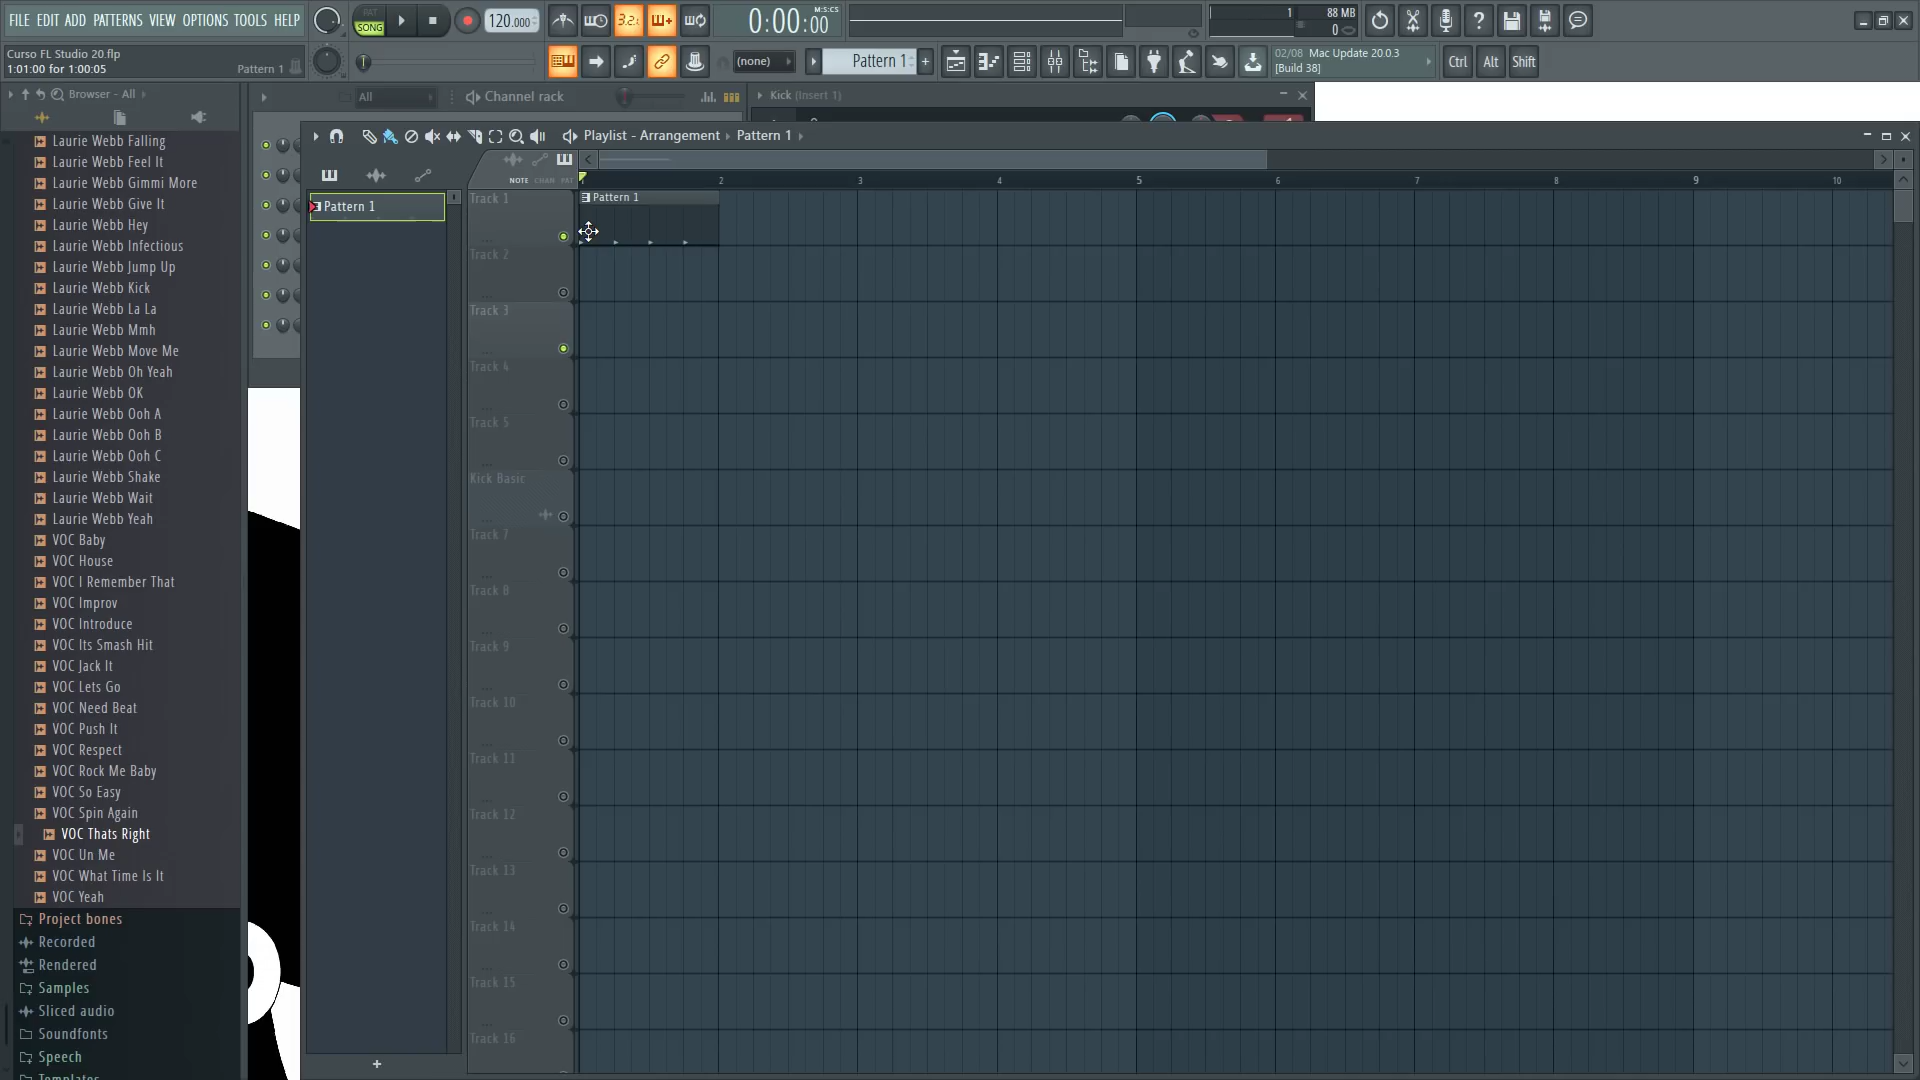 FILE EDIT ADD PATTERNS VIEW OPTIONS TOOLS HELP
PAT
SONG
120.000
3.2.
0:00:00
M:S:CS
1
88 MB
0
Curso FL Studio 20.flp
1:01:00 for 1:00:05
Pattern 1
(none)
Pattern 1
+
02/08 Mac Update 20.0.3
[Build 38]
Ctrl
Alt
Shift
Browser - All
All
Channel rack
Kick (Insert 1)
Playlist - Arrangement
Pattern 1
NOTE CHAN PAT
1
2
3
4
5
6
7
8
9
10
Pattern 1
Pattern 1
Track 1
Track 2
Track 3
Track 4
Track 5
Kick Basic
Track 7
Track 8
Track 9
Track 10
Track 11
Track 12
Track 13
Track 14
Track 15
Track 16
Laurie Webb Falling
Laurie Webb Feel It
Laurie Webb Gimmi More
Laurie Webb Give It
Laurie Webb Hey
Laurie Webb Infectious
Laurie Webb Jump Up
Laurie Webb Kick
Laurie Webb La La
Laurie Webb Mmh
Laurie Webb Move Me
Laurie Webb Oh Yeah
Laurie Webb OK
Laurie Webb Ooh A
Laurie Webb Ooh B
Laurie Webb Ooh C
Laurie Webb Shake
Laurie Webb Wait
Laurie Webb Yeah
VOC Baby
VOC House
VOC I Remember That
VOC Improv
VOC Introduce
VOC Its Smash Hit
VOC Jack It
VOC Lets Go
VOC Need Beat
VOC Push It
VOC Respect
VOC Rock Me Baby
VOC So Easy
VOC Spin Again
VOC Thats Right
VOC Un Me
VOC What Time Is It
VOC Yeah
Project bones
Recorded
Rendered
Samples
Sliced audio
Soundfonts
Speech
Templates
+